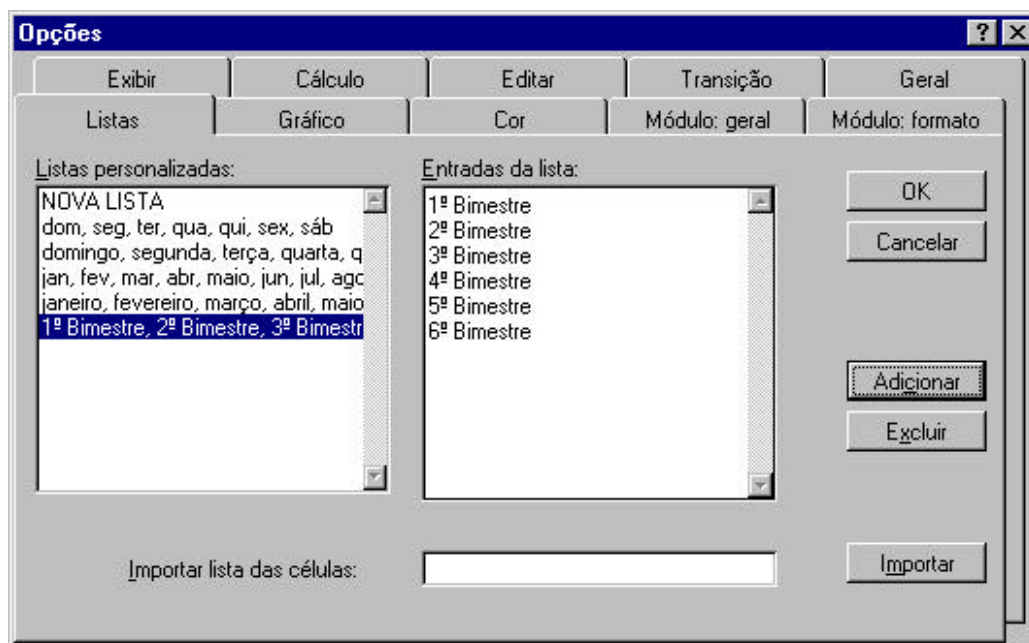 Opções
Exibir Cálculo Editar Transição Geral
Listas Gráfico Cor Módulo: geral Módulo: formato
Listas personalizadas:
NOVA LISTA
dom, seg, ter, qua, qui, sex, sáb
domingo, segunda, terça, quarta, q
jan, fev, mar, abr, maio, jun, jul, ago
janeiro, fevereiro, março, abril, maio
1º Bimestre, 2º Bimestre, 3º Bimestr
Entradas da lista:
1º Bimestre
2º Bimestre
3º Bimestre
4º Bimestre
5º Bimestre
6º Bimestre
OK
Cancelar
Adicionar
Excluir
Importar lista das células:
Importar